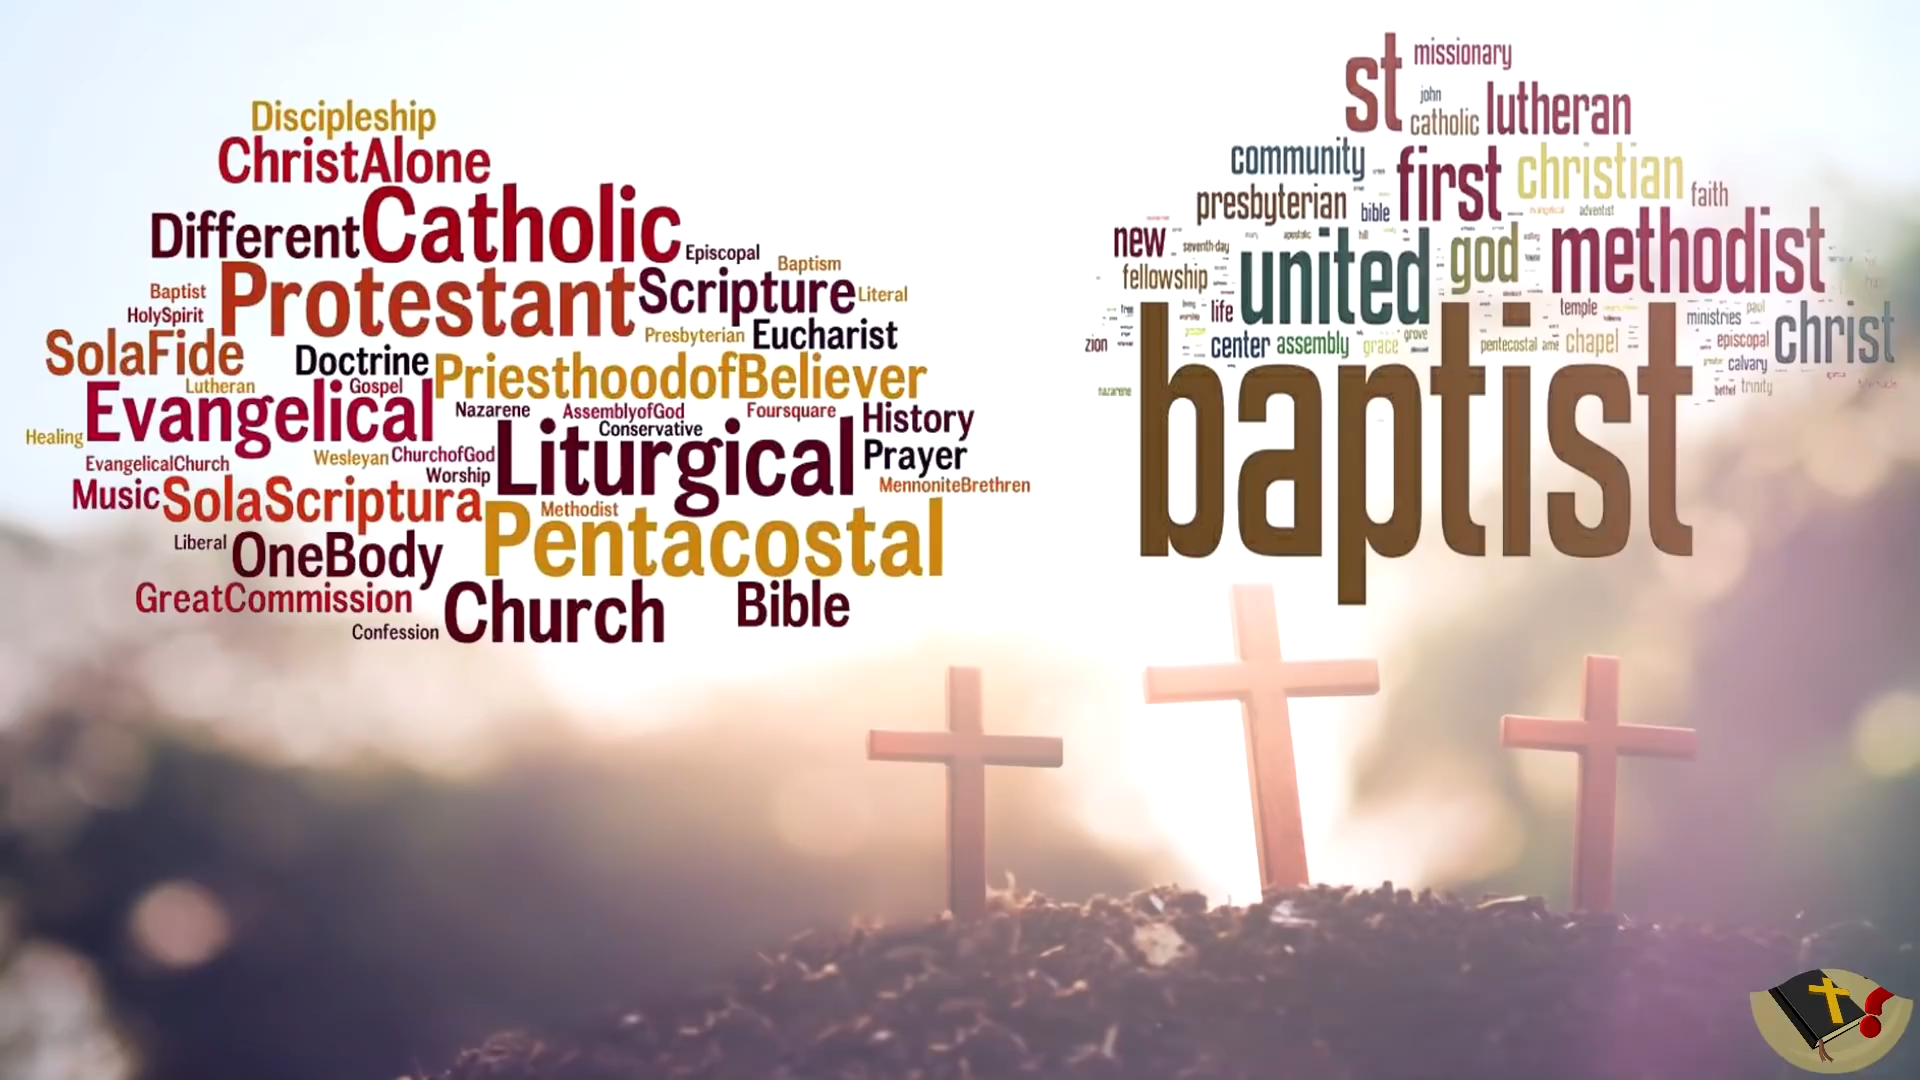 Discipleship
ChristAlone
Different Catholic Episcopal
Baptism
Baptist Protestant Scripture Literal
HolySpirit
Presbyterian Eucharist
SolaFide Doctrine PriesthoodofBeliever
Lutheran Gospel
Evangelical Nazarene AssemblyofGod Foursquare History
Conservative
Healing Wesleyan ChurchofGod Liturgical Prayer
EvangelicalChurch Worship
Music SolaScriptura MennoniteBrethren
Methodist
Liberal OneBody Pentacostal
GreatCommission Church Bible
Confession
st missionary
john
catholic lutheran
community first christian
presbyterian bible faith
adventist
new seventh-day united god methodist
fellowship
life temple ministries paul christ
zion center assembly grace grove pentecostal ame chapel episcopal
calvary
nazarene baptist bethel trinity